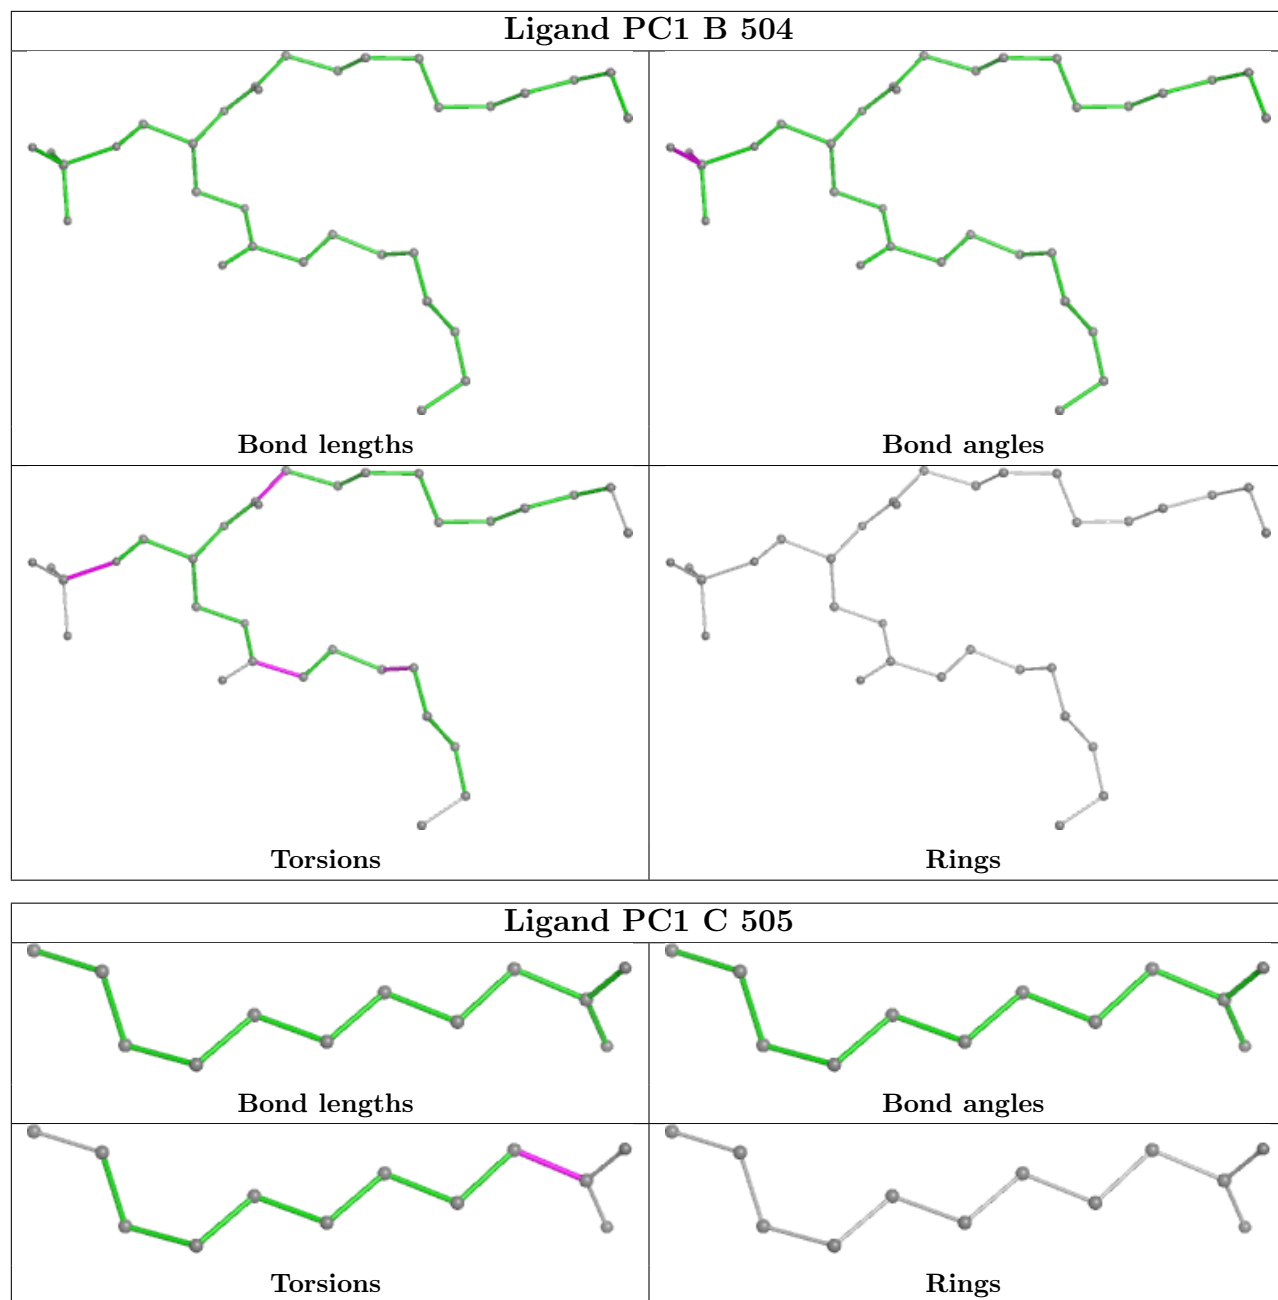 Ligand PC1 B 504
Bond lengths
Bond angles
Torsions
Rings
Ligand PC1 C 505
Bond lengths
Bond angles
Torsions
Rings